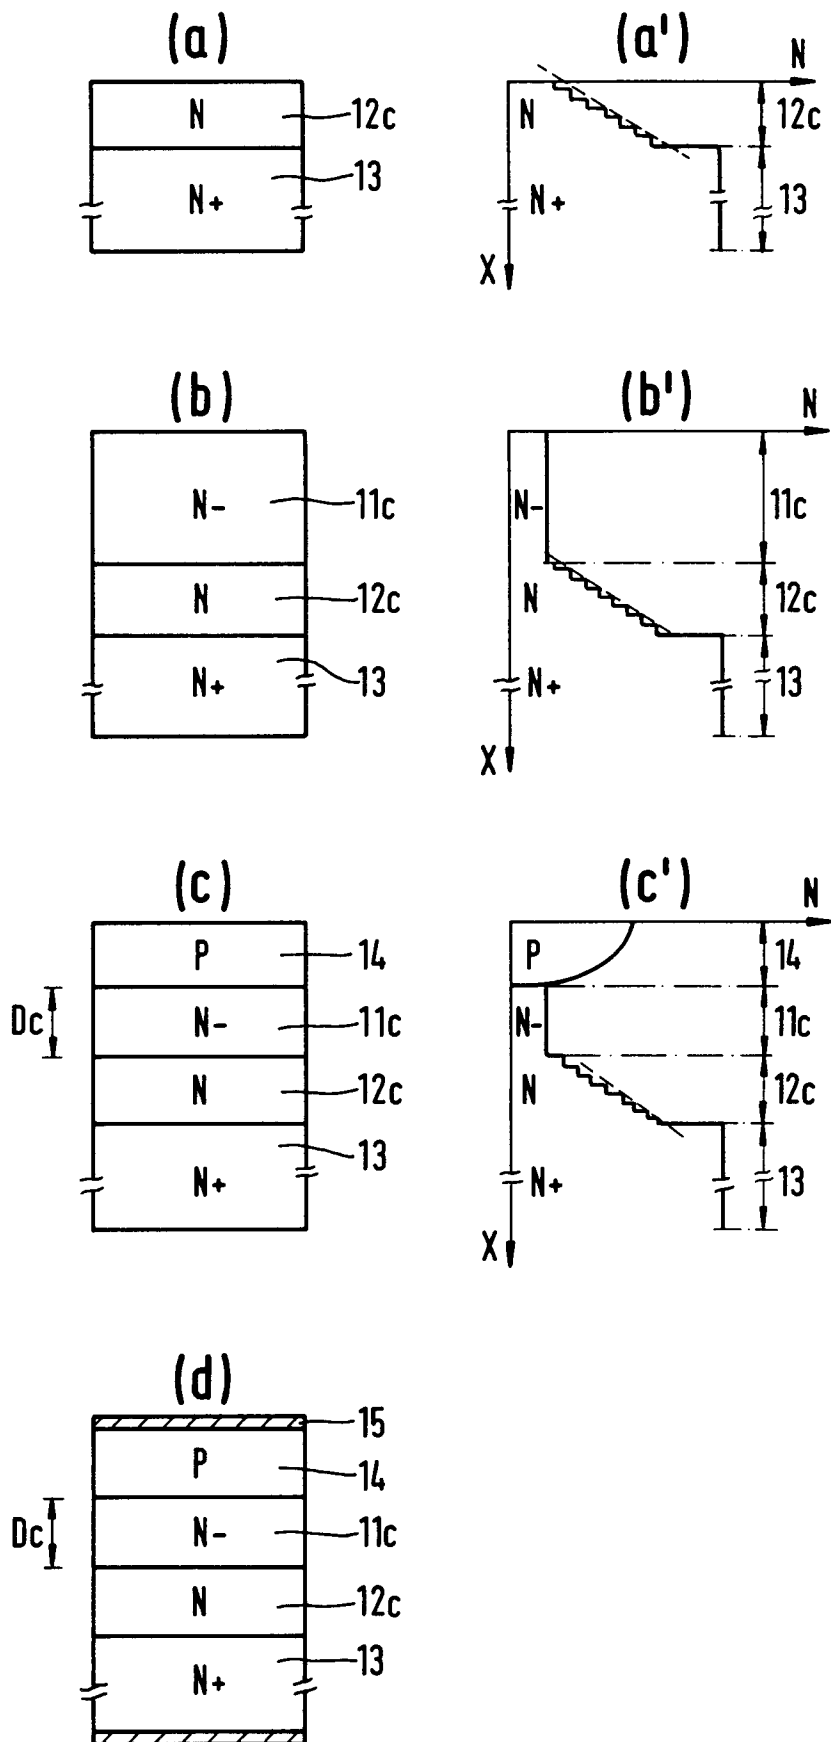 (a)
N 12c
N+ 13
(a')
N
N 12c
N+ 13
X
(b)
N- 11c
N 12c
N+ 13
(b')
N
N- 11c
N 12c
N+ 13
X
(c)
P 14
Dc N- 11c
N 12c
N+ 13
(c')
N
P 14
N- 11c
N 12c
N+ 13
X
(d)
15
P 14
Dc N- 11c
N 12c
N+ 13